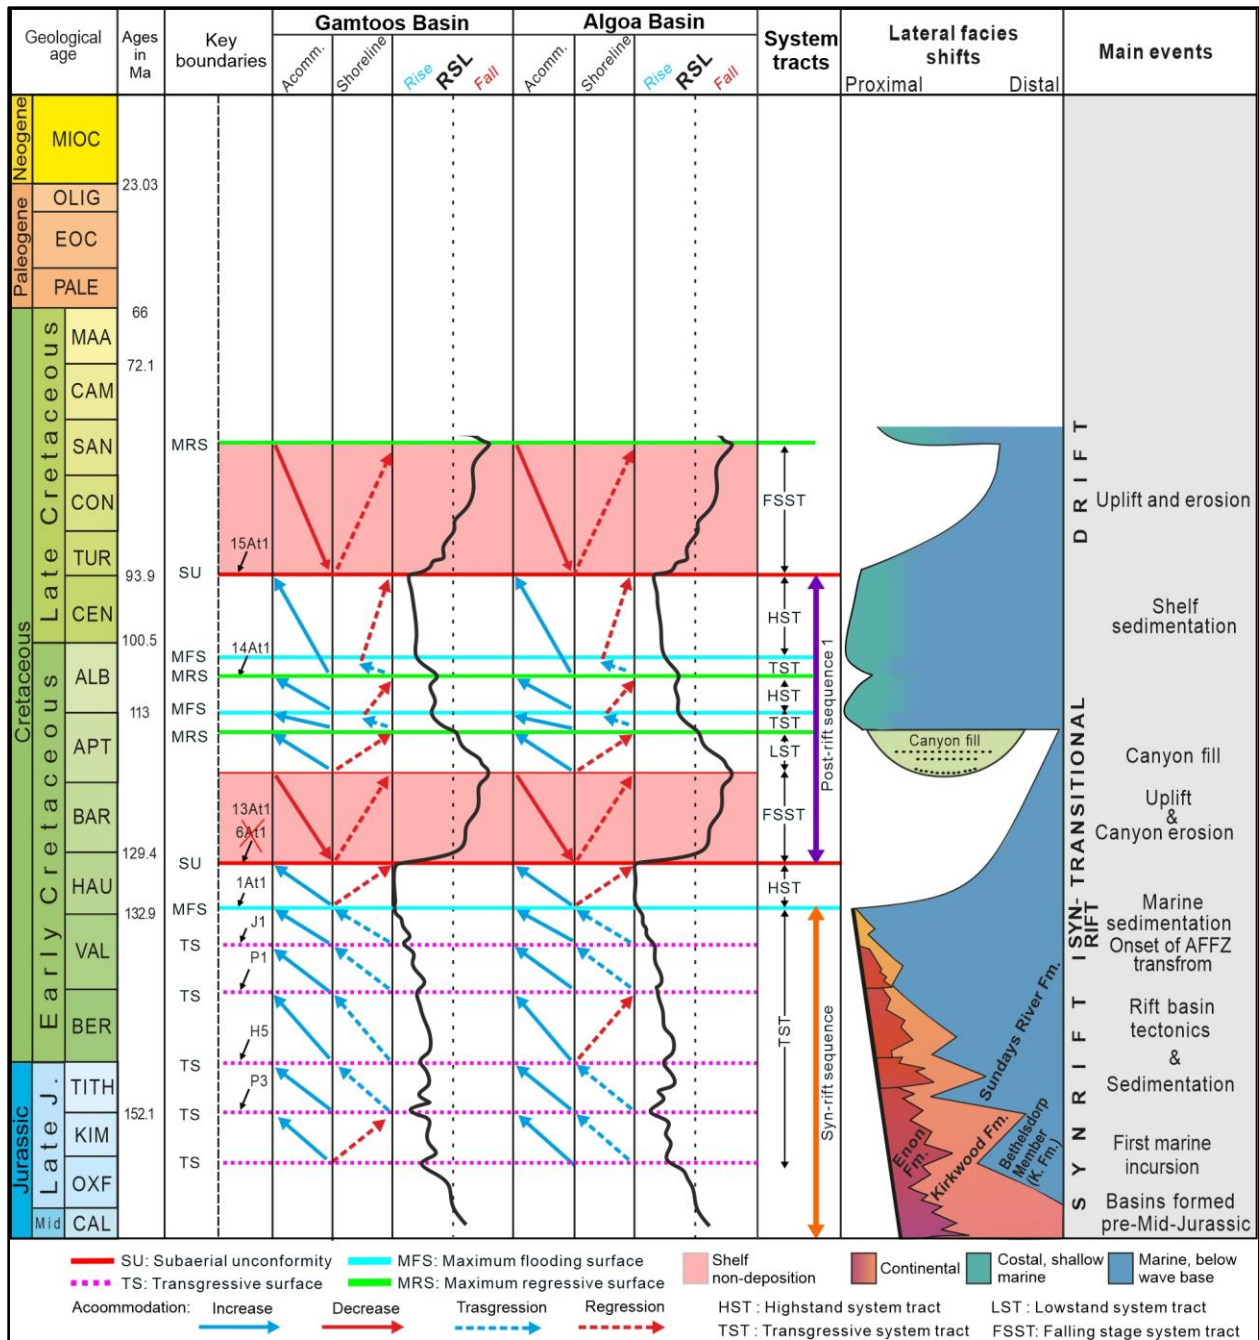 Geological age
Ages in Ma
Key boundaries
Gamtoos Basin
Acomm.
Shoreline
Rise
RSL
Fall
Algoa Basin
Acomm.
Shoreline
Rise
RSL
Fall
System tracts
Lateral facies shifts
Proximal
Distal
Main events
Neogene
MIOC
23.03
Paleogene
OLIG
EOC
PALE
66
Cretaceous
Late Cretaceous
MAA
72.1
CAM
SAN
MRS
CON
FSST
DRIFT
Uplift and erosion
TUR
15At1
SU
93.9
CEN
HST
Shelf
sedimentation
100.5
Early Cretaceous
ALB
14At1
MFS
MRS
TST
HST
MFS
113
TST
APT
MRS
LST
Canyon fill
Canyon fill
Post-rift sequence 1
TRANSITIONAL
BAR
13At1
6At1
FSST
Uplift
&
Canyon erosion
129.4
SU
HAU
1At1
HST
MFS
132.9
SYN-
RIFT
Marine
sedimentation
Onset of AFFZ
transfrom
VAL
J1
TS
P1
TS
BER
H5
TST
Syn-rift sequence
Sundays River Fm.
Rift basin
tectonics
&
Sedimentation
TS
Jurassic
Late J.
TITH
P3
152.1
TS
KIM
Enon Fm.
Kirkwood Fm.
Bethelsdorp
Member
(K. Fm.)
SYNRIFT
First marine
incursion
TS
OXF
Mid
CAL
Basins formed
pre-Mid-Jurassic
SU: Subaerial unconformity
MFS: Maximum flooding surface
Shelf
non-deposition
Continental
Costal, shallow
marine
Marine, below
wave base
TS: Transgressive surface
MRS: Maximum regressive surface
Accommodation:
Increase
Decrease
Trasgression
Regression
HST : Highstand system tract
LST : Lowstand system tract
TST : Transgressive system tract
FSST: Falling stage system tract